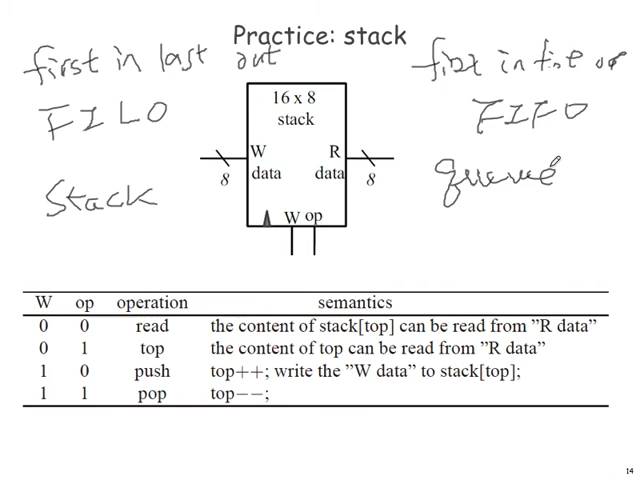 Practice: stack
first in last out
FILO
Stack
first in first
FIFO
queue
16 x 8
stack
W
data
R
data
8
8
W op
W op operation semantics
0 0 read the content of stack[top] can be read from ”R data”
0 1 top the content of top can be read from ”R data”
1 0 push top++; write the ”W data” to stack[top];
1 1 pop top−−;
14